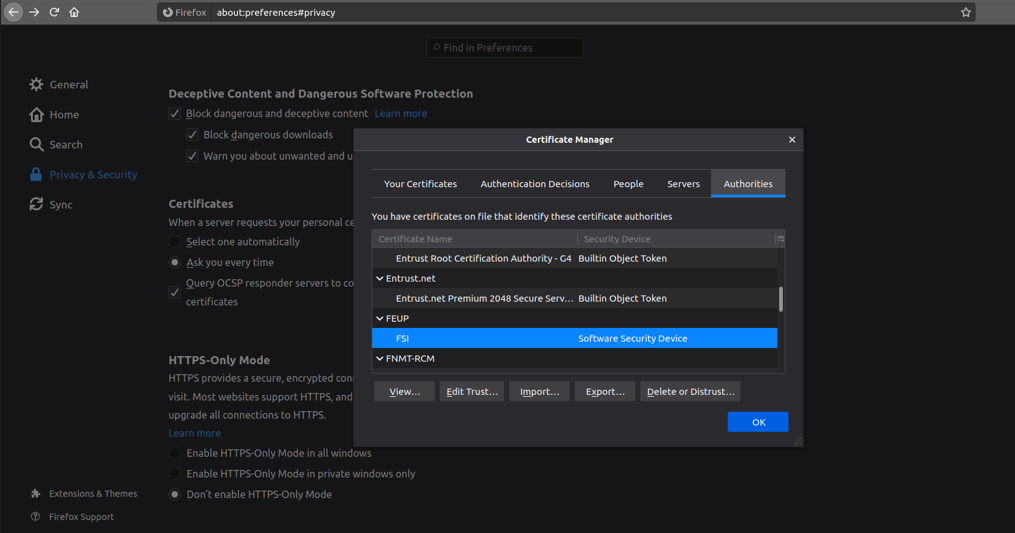 Firefox about:preferences#privacy
Find in Preferences
General
Home
Search
Privacy & Security
Sync
Extensions & Themes
Firefox Support
Deceptive Content and Dangerous Software Protection
Block dangerous and deceptive content Learn more
Block dangerous downloads
Warn you about unwanted and u
Certificates
When a server requests your personal ce
Select one automatically
Ask you every time
Query OCSP responder servers to co
certificates
HTTPS-Only Mode
HTTPS provides a secure, encrypted con
visit. Most websites support HTTPS, and
upgrade all connections to HTTPS.
Learn more
Enable HTTPS-Only Mode in all windows
Enable HTTPS-Only Mode in private windows only
Don't enable HTTPS-Only Mode
Certificate Manager
Your Certificates Authentication Decisions People Servers Authorities
You have certificates on file that identify these certificate authorities
Certificate Name Security Device
Entrust Root Certification Authority - G4 Builtin Object Token
Entrust.net
Entrust.net Premium 2048 Secure Serv... Builtin Object Token
FEUP
FSI Software Security Device
FNMT-RCM
View... Edit Trust... Import... Export... Delete or Distrust...
OK